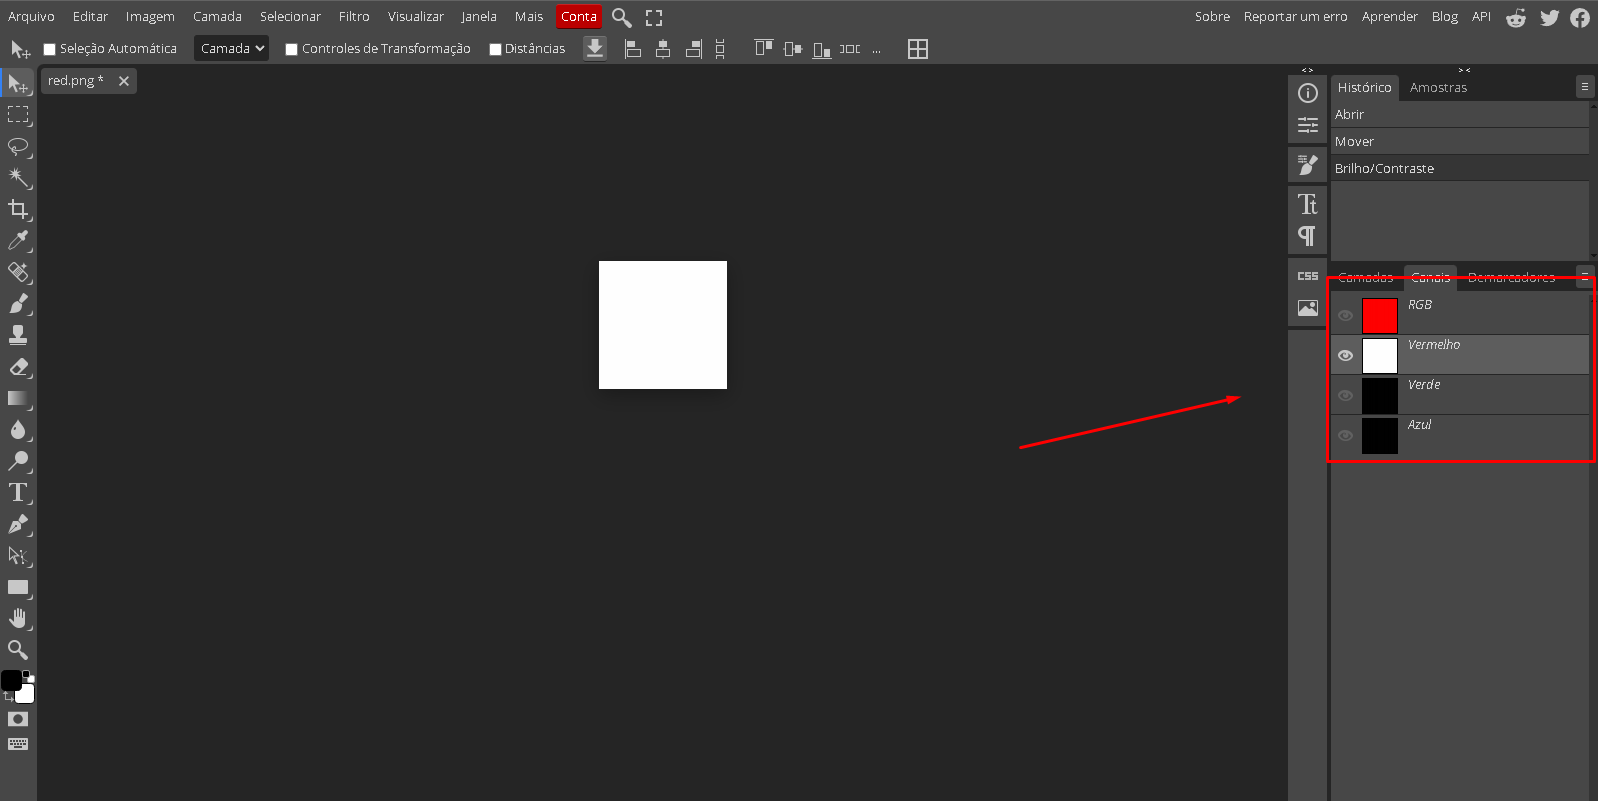 Arquivo Editar Imagem Camada Selecionar Filtro Visualizar Janela Mais Conta Sobre Reportar um erro Aprender Blog API
Seleção Automática Camada Controles de Transformação Distâncias ...
red.png *
Histórico Amostras
Abrir
Mover
Brilho/Contraste
CSS
Camadas Canais Demarcadores
RGB
Vermelho
Verde
Azul